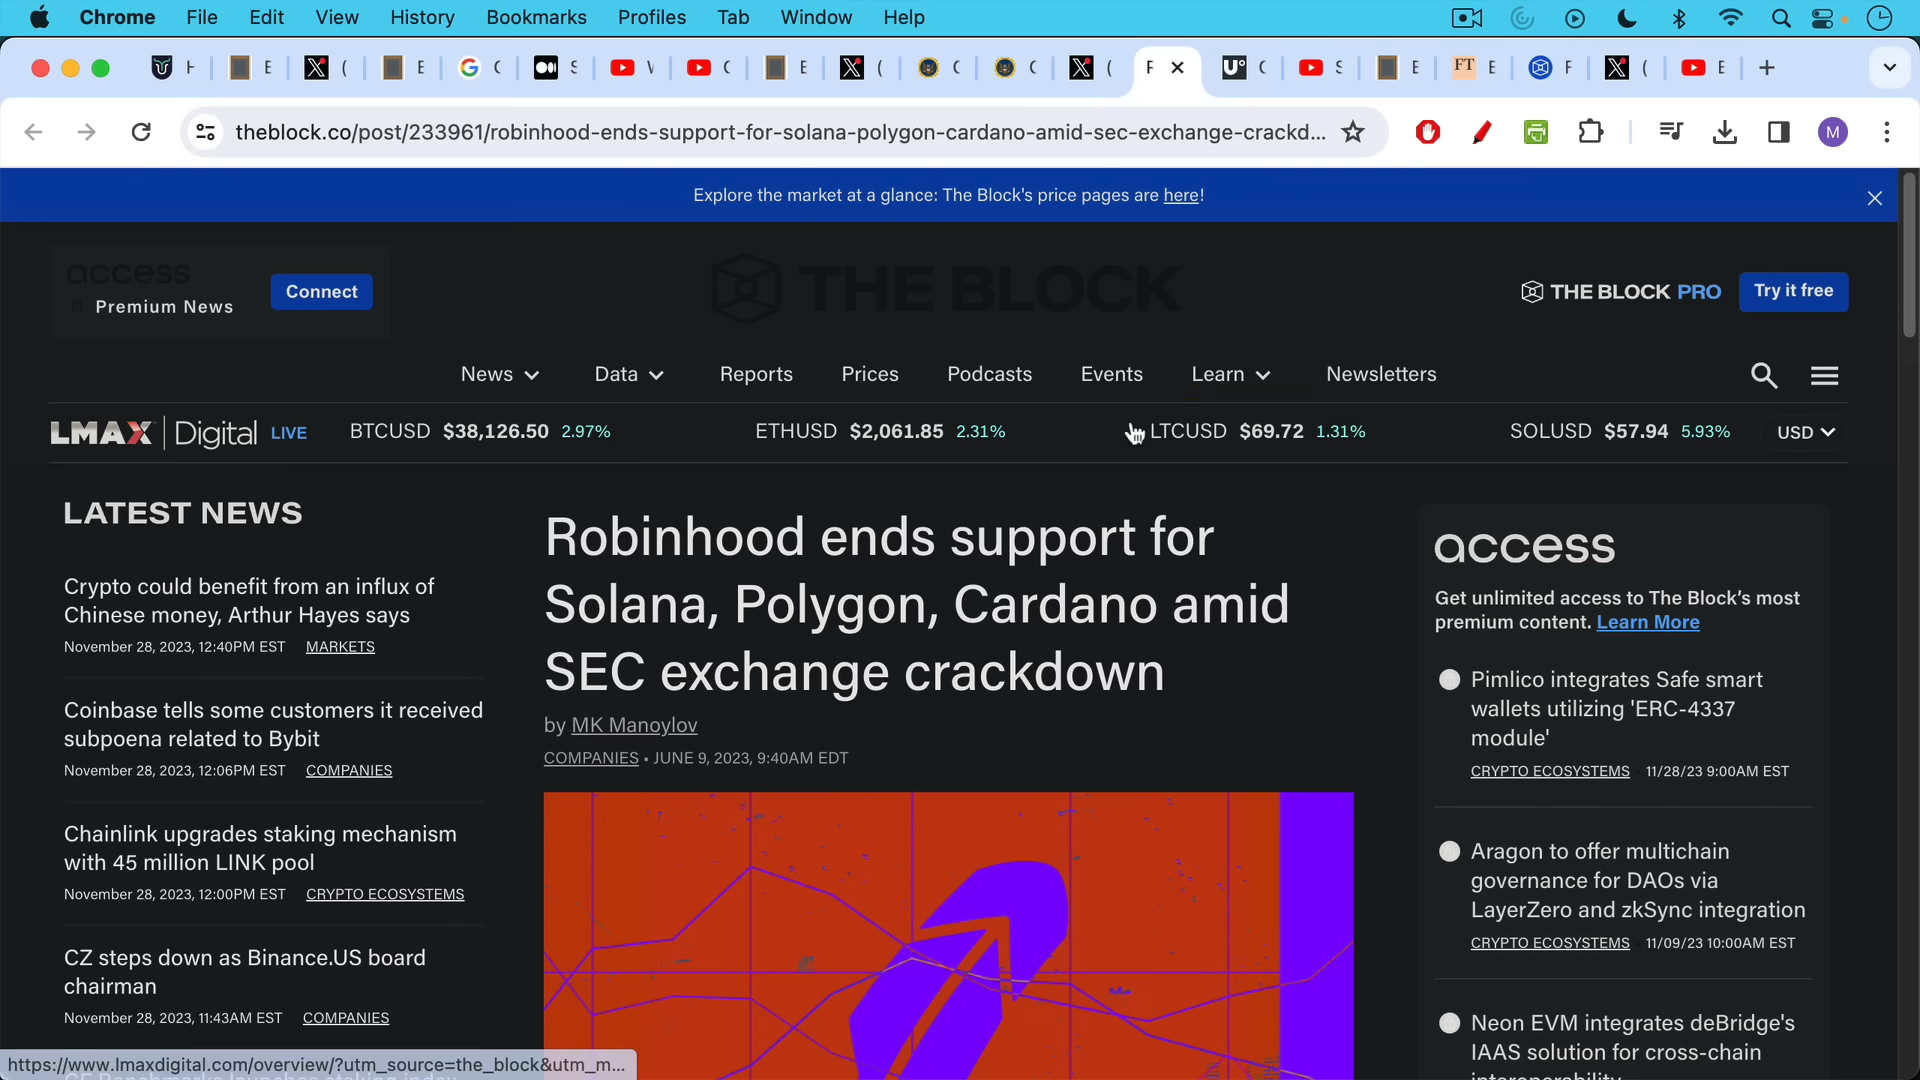 Chrome File Edit View History Bookmarks Profiles Tab Window Help
theblock.co/post/233961/robinhood-ends-support-for-solana-polygon-cardano-amid-sec-exchange-crackd...
M
Explore the market at a glance: The Block's price pages are here!
access
Premium News
Connect
THE BLOCK
THE BLOCK PRO
Try it free
News Data Reports Prices Podcasts Events Learn Newsletters
LMAX Digital LIVE BTCUSD $38,126.50 2.97% ETHUSD $2,061.85 2.31% LTCUSD $69.72 1.31% SOLUSD $57.94 5.93% USD
LATEST NEWS
Crypto could benefit from an influx of
Chinese money, Arthur Hayes says
November 28, 2023, 12:40PM EST MARKETS
Coinbase tells some customers it received
subpoena related to Bybit
November 28, 2023, 12:06PM EST COMPANIES
Chainlink upgrades staking mechanism
with 45 million LINK pool
November 28, 2023, 12:00PM EST CRYPTO ECOSYSTEMS
CZ steps down as Binance.US board
chairman
November 28, 2023, 11:43AM EST COMPANIES
https://www.lmaxdigital.com/overview/?utm_source=the_block&utm_m...
Robinhood ends support for
Solana, Polygon, Cardano amid
SEC exchange crackdown
by MK Manoylov
COMPANIES • JUNE 9, 2023, 9:40AM EDT
access
Get unlimited access to The Block's most
premium content. Learn More
Pimlico integrates Safe smart
wallets utilizing 'ERC-4337
module'
CRYPTO ECOSYSTEMS 11/28/23 9:00AM EST
Aragon to offer multichain
governance for DAOs via
LayerZero and zkSync integration
CRYPTO ECOSYSTEMS 11/09/23 10:00AM EST
Neon EVM integrates deBridge's
IAAS solution for cross-chain